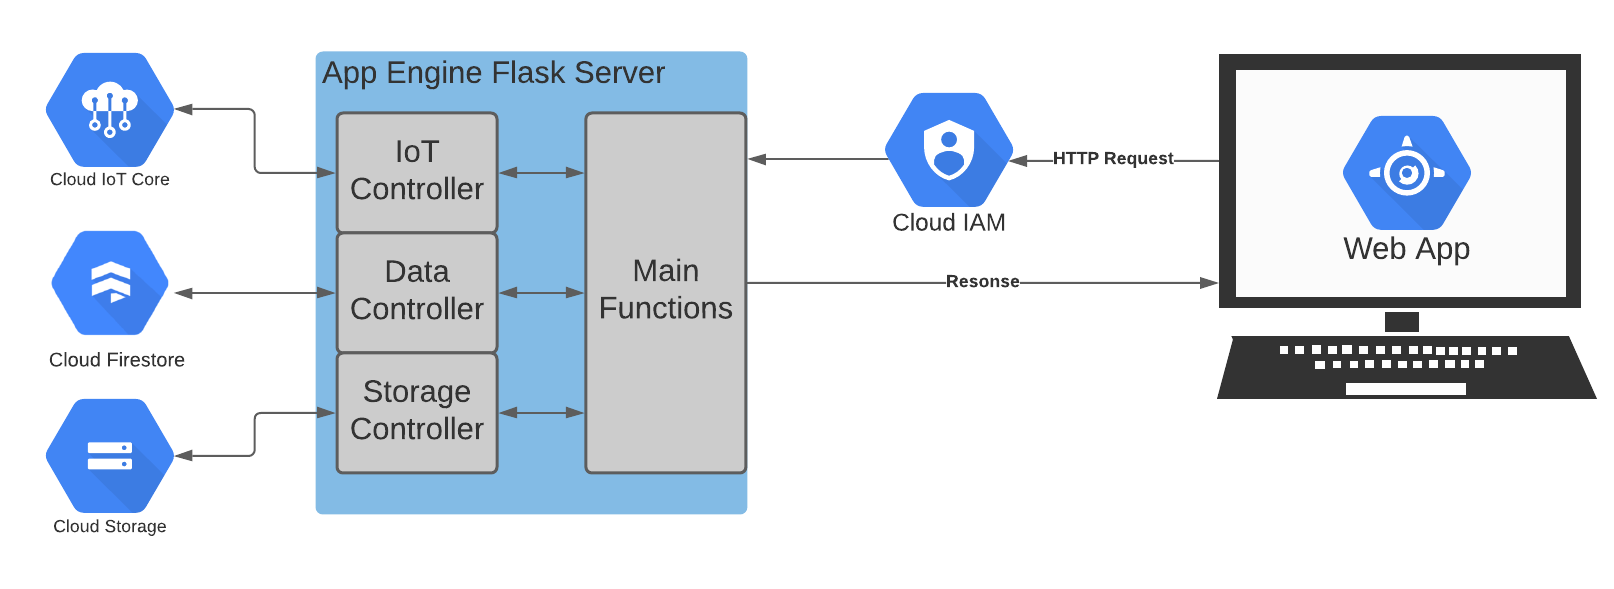 App Engine Flask Server
Cloud IoT Core
IoT
Controller
Cloud Firestore
Data
Controller
Cloud Storage
Storage
Controller
Main
Functions
Cloud IAM
HTTP Request
Resonse
Web App